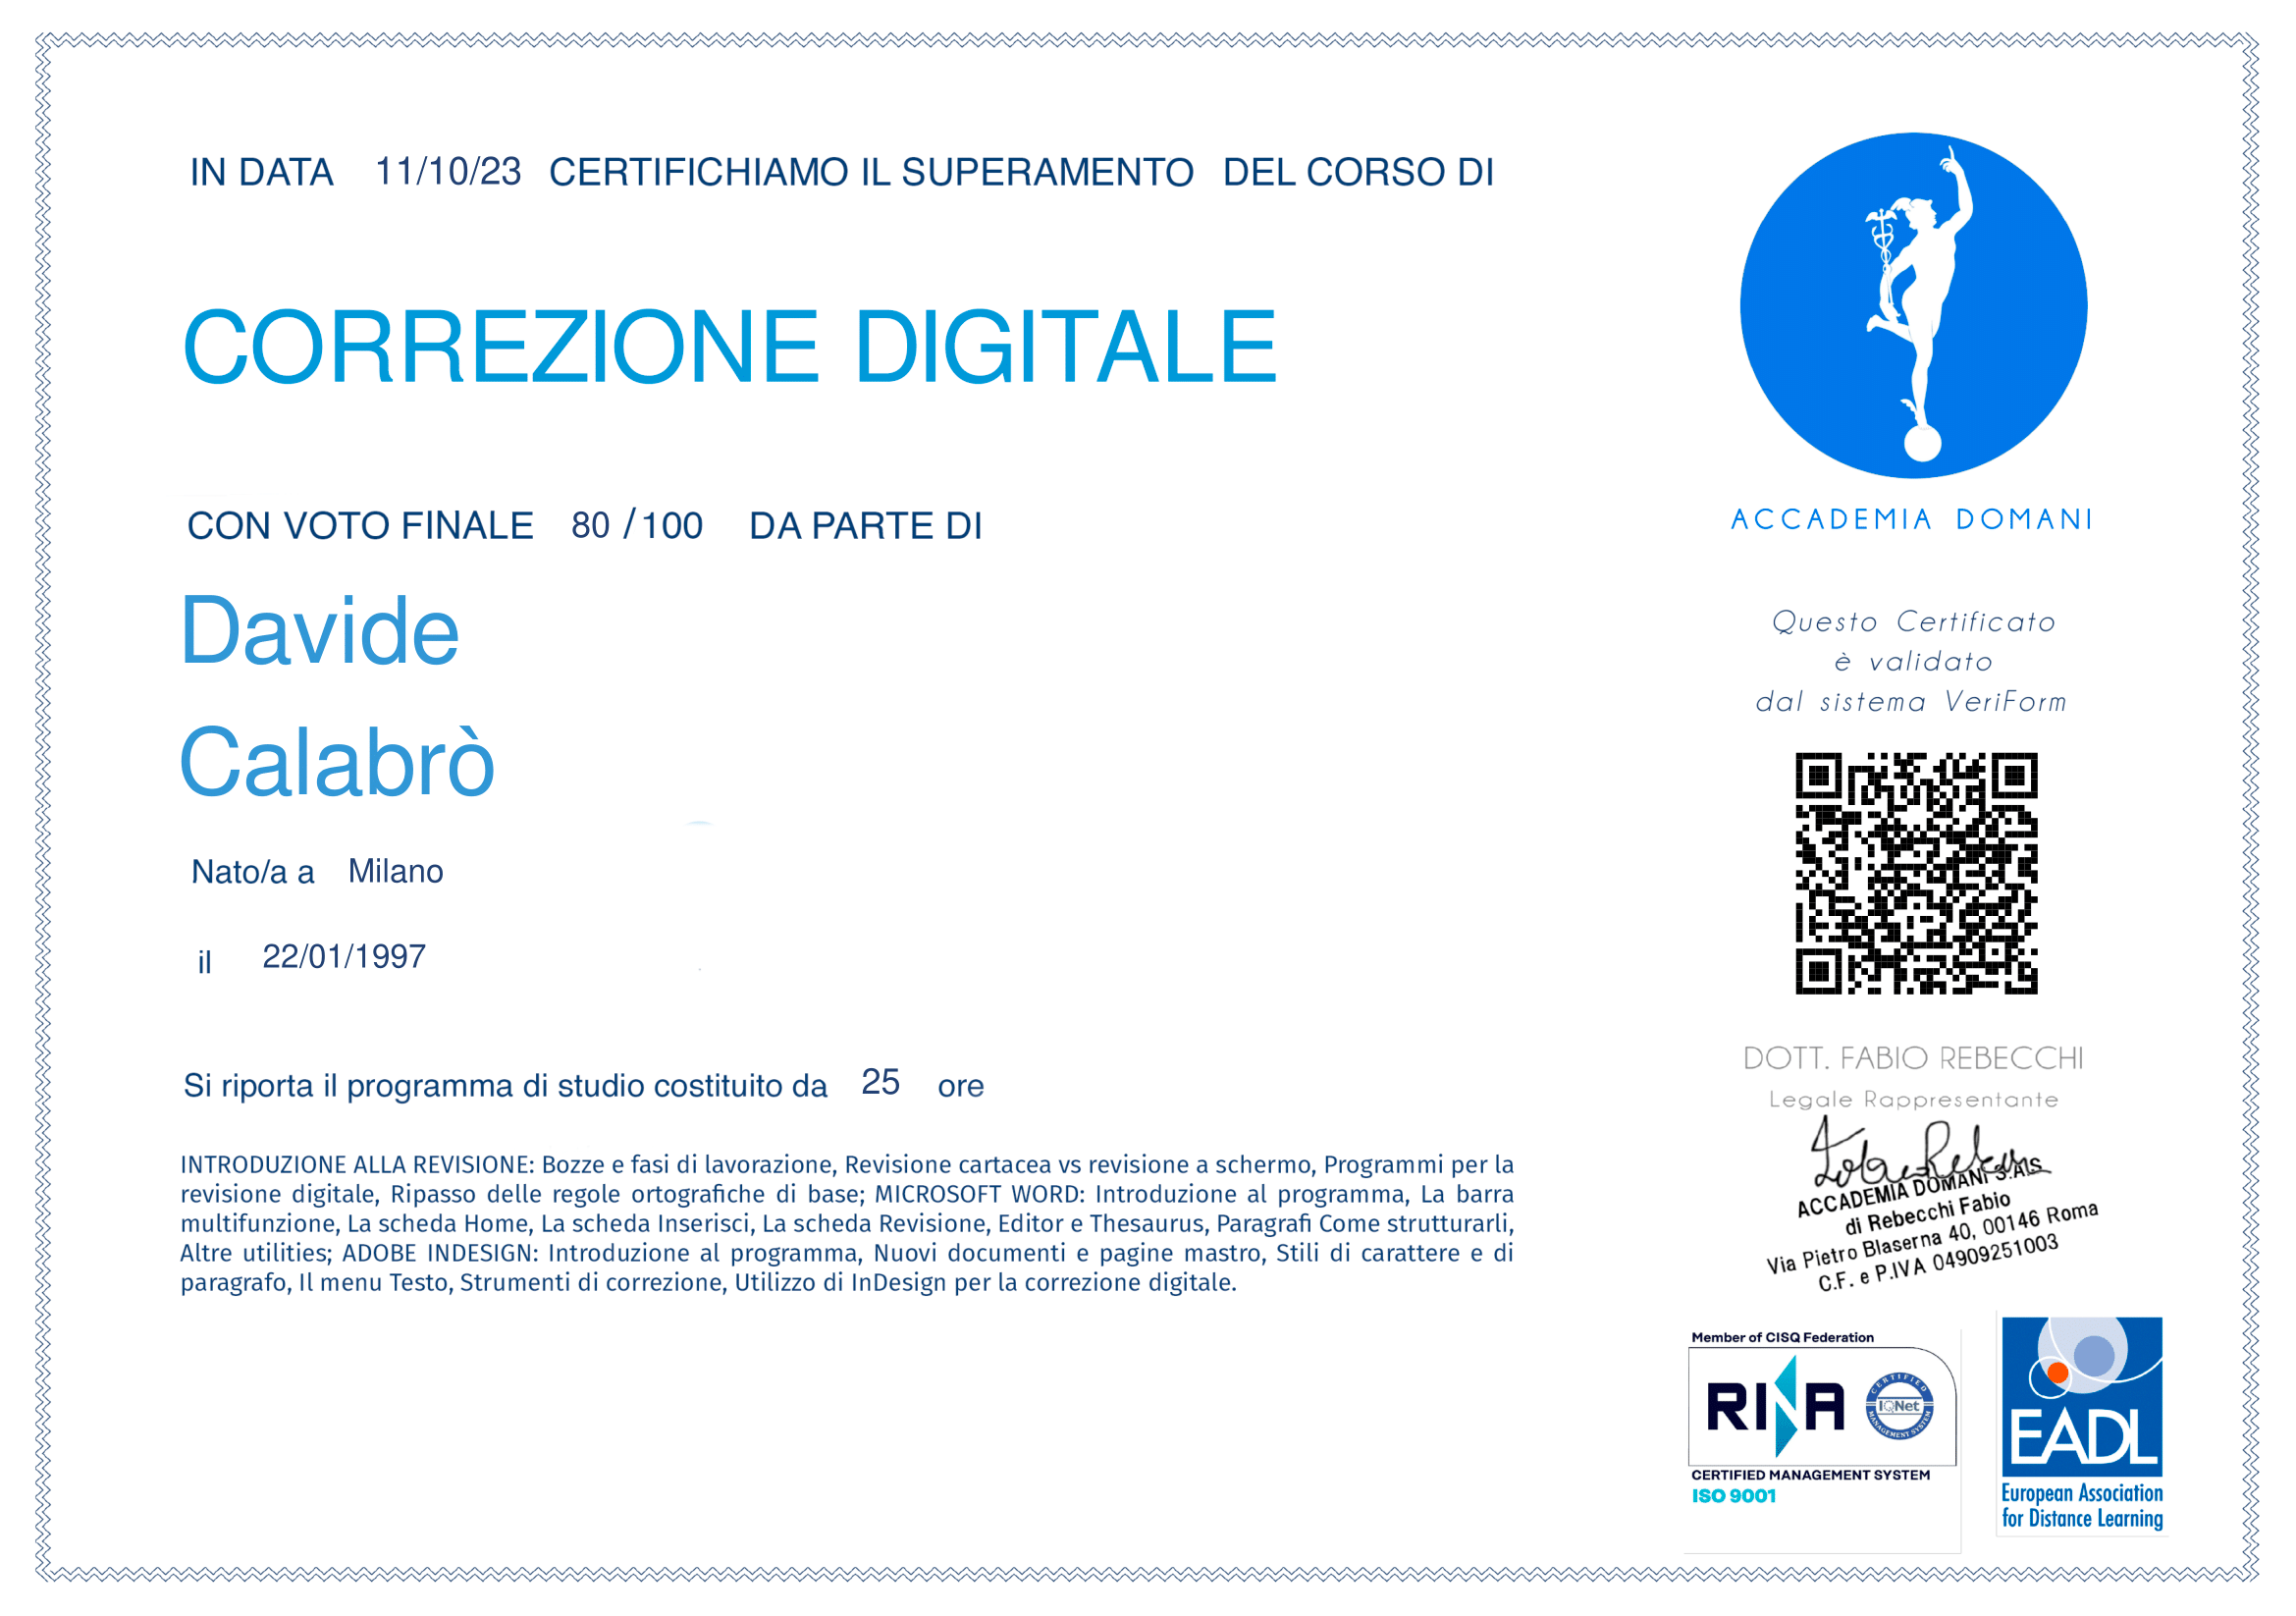 IN DATA 11/10/23 CERTIFICHIAMO IL SUPERAMENTO DEL CORSO DI
CORREZIONE DIGITALE
CON VOTO FINALE 80 / 100 DA PARTE DI
Davide
Calabrò
Nato/a a Milano
il 22/01/1997
Si riporta il programma di studio costituito da 25 ore
INTRODUZIONE ALLA REVISIONE: Bozze e fasi di lavorazione, Revisione cartacea vs revisione a schermo, Programmi per la
revisione digitale, Ripasso delle regole ortografiche di base; MICROSOFT WORD: Introduzione al programma, La barra
multifunzione, La scheda Home, La scheda Inserisci, La scheda Revisione, Editor e Thesaurus, Paragrafi Come strutturarli,
Altre utilities; ADOBE INDESIGN: Introduzione al programma, Nuovi documenti e pagine mastro, Stili di carattere e di
paragrafo, Il menu Testo, Strumenti di correzione, Utilizzo di InDesign per la correzione digitale.
ACCADEMIA DOMANI
Questo Certificato
è validato
dal sistema VeriForm
DOTT. FABIO REBECCHI
Legale Rappresentante
ACCADEMIA DOMANI S.A.S.
di Rebecchi Fabio
Via Pietro Blaserna 40, 00146 Roma
C.F. e P.IVA 04909251003
Member of CISQ Federation
RINA
CERTIFIED
IQNet
MANAGEMENT SYSTEM
CERTIFIED MANAGEMENT SYSTEM
ISO 9001
EADL
European Association
for Distance Learning